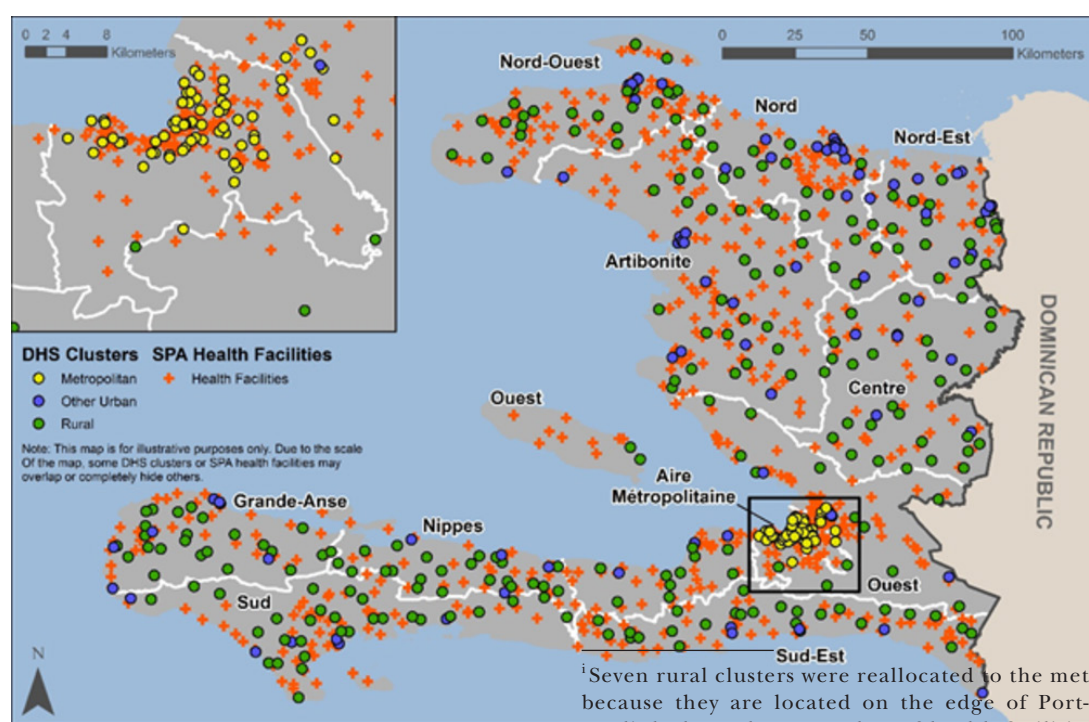 0 2 4 8
Kilometers
0 25 50 100
Kilometers
Nord-Ouest
Nord
Nord-Est
Artibonite
DOMINICAN REPUBLIC
DHS Clusters SPA Health Facilities
Metropolitan Health Facilities
Other Urban
Rural
Note: This map is for illustrative purposes only. Due to the scale
Of the map, some DHS clusters or SPA health facilities may
overlap or completely hide others.
Centre
Ouest
Aire
Métropolitaine
Grande-Anse
Nippes
Sud
Ouest
Sud-Est
N
i Seven rural clusters were reallocated to the met
because they are located on the edge of Port-